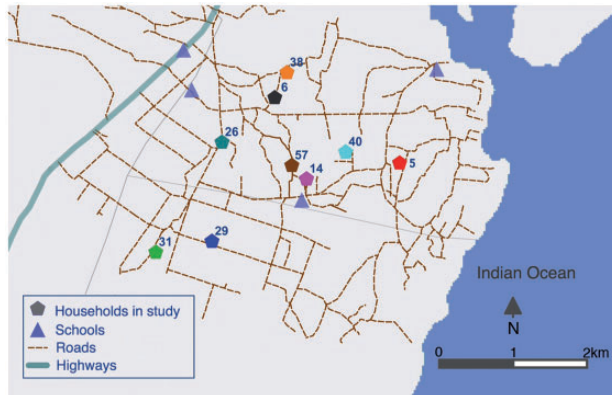 38
6
26
57
14
40
5
29
31
Indian Ocean
N
0 1 2km
Households in study
Schools
Roads
Highways